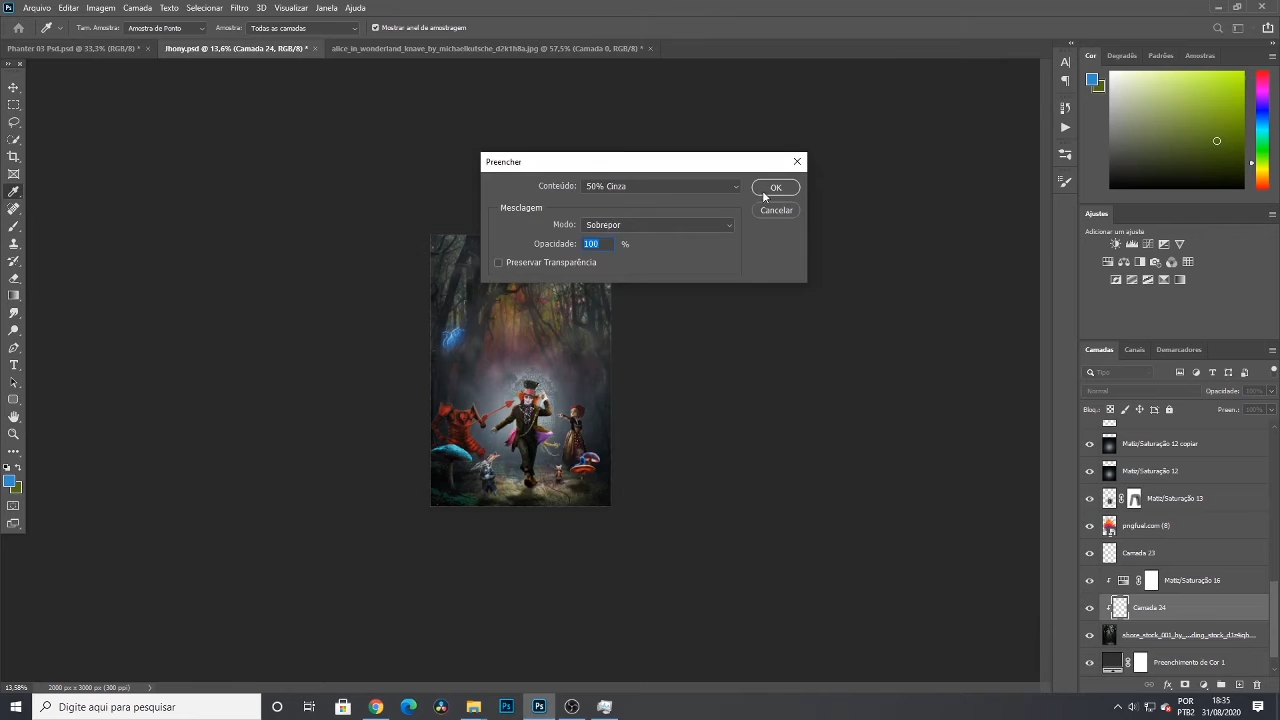 Arquivo Editar Imagem Camada Texto Selecionar Filtro 3D Visualizar Janela Ajuda
Tam. Amostra: Amostra de Ponto Amostra: Todas as camadas Mostrar anel de amostragem
Phanter 03 Psd.psd @ 33,3% (RGB/8) * × Jhony.psd @ 13,6% (Camada 24, RGB/8) * × alice_in_wonderland_knave_by_michaelkutsche_d2k1h8a.jpg @ 57,5% (Camada 0, RGB/8) * ×
Cor Degradês Padrões Amostras
Preencher
Conteúdo: 50% Cinza
OK
Mesclagem
Cancelar
Modo: Sobrepor
Opacidade: 100 %
Preservar Transparência
Ajustes
Adicionar um ajuste
Camadas Canais Demarcadores
Tipo
Normal Opacidade: 100%
Bloq.: Preen.: 100%
Matiz/Saturação 12 copiar
Matiz/Saturação 12
Matiz/Saturação 13
pngfuel.com (8)
Camada 23
Matiz/Saturação 16
Camada 24
Preenchimento de Cor 1
13,58% 2000 px x 3000 px (300 ppi)
Digite aqui para pesquisar
POR
PTB2
18:35
31/08/2020